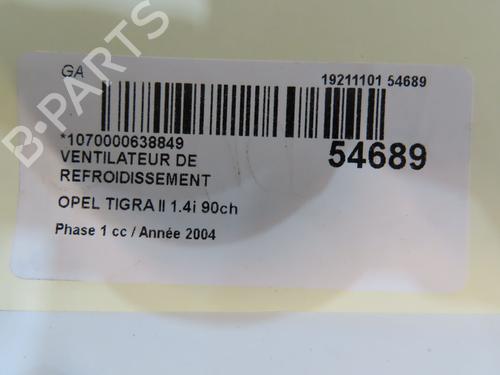 GA
19211101 54689
*1070000638849
54689
VENTILATEUR DE
REFROIDISSEMENT
OPEL TIGRA II 1.4i 90ch
Phase 1 cc / Année 2004
B-PARTS